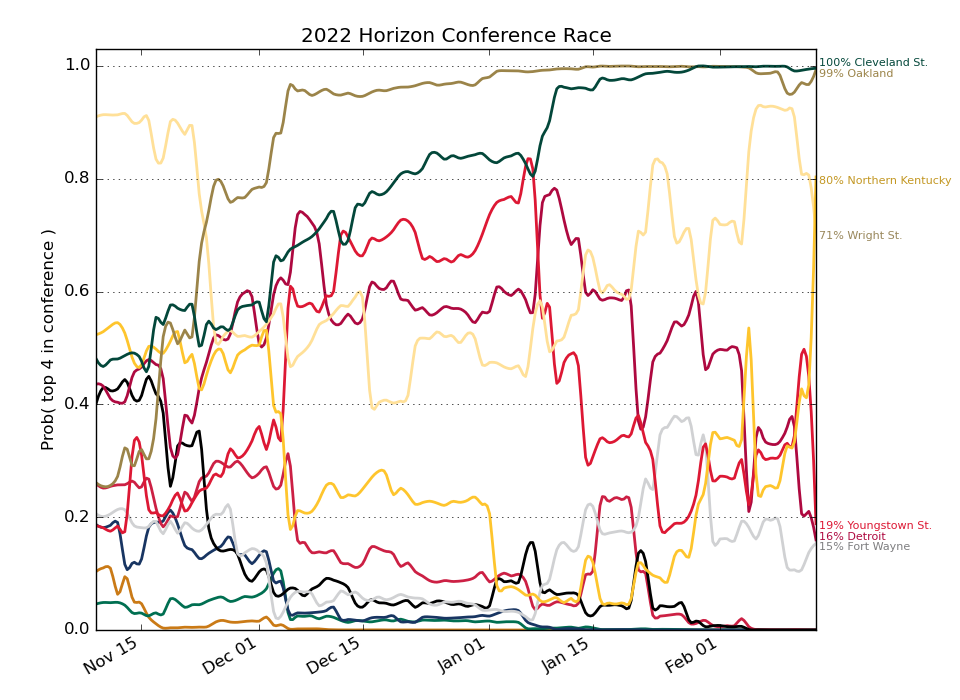 2022 Horizon Conference Race
Prob( top 4 in conference )
1.0
0.8
0.6
0.4
0.2
0.0
Nov 15
Dec 01
Dec 15
Jan 01
Jan 15
Feb 01
100% Cleveland St.
99% Oakland
80% Northern Kentucky
71% Wright St.
19% Youngstown St.
16% Detroit
15% Fort Wayne